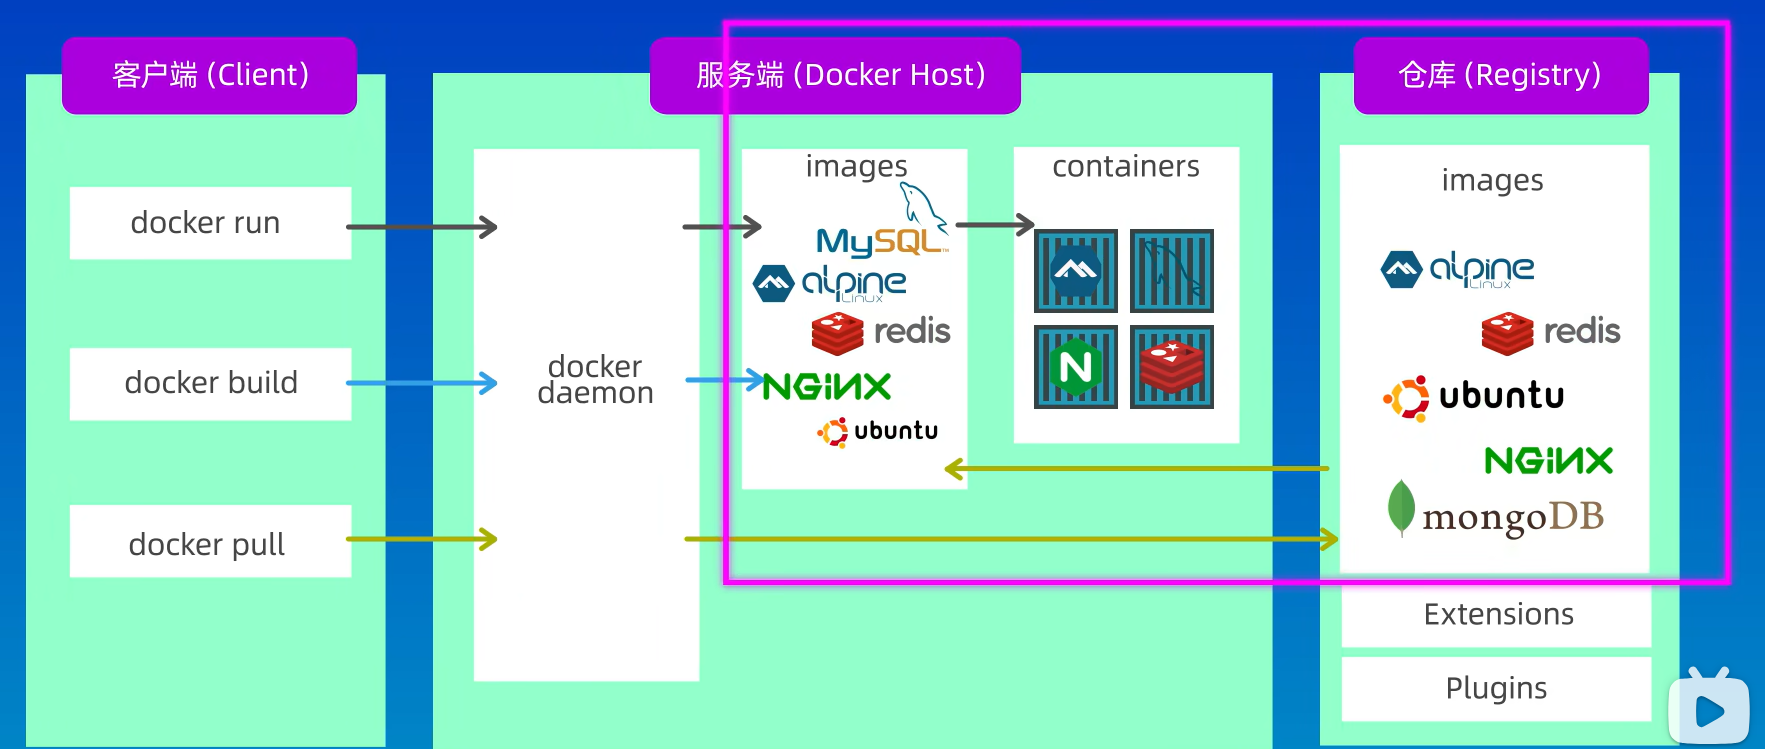 客户端 (Client)
服务端 (Docker Host)
仓库 (Registry)
docker run
docker build
docker pull
docker
daemon
images
MySQL™
alpine
Linux
redis
NGINX
ubuntu
containers
N
images
alpine
Linux
redis
ubuntu
NGINX
mongoDB
Extensions
Plugins